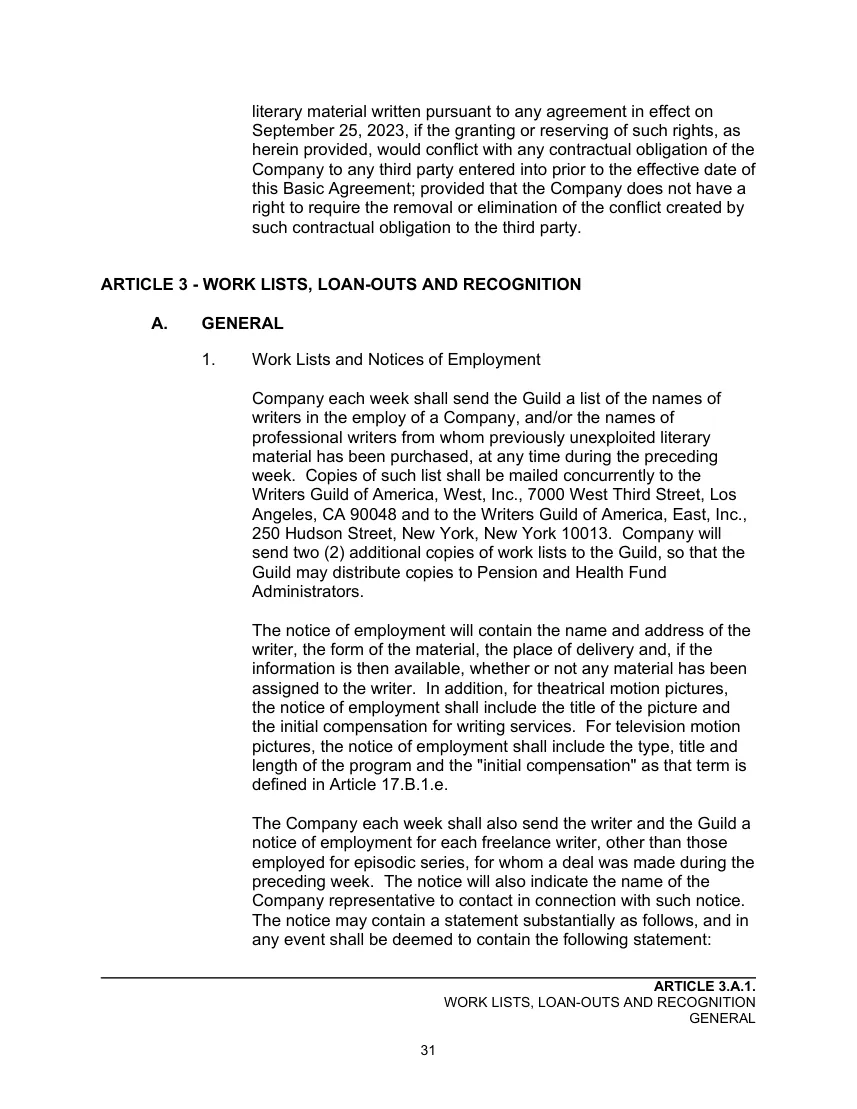 literary material written pursuant to any agreement in effect on
September 25, 2023, if the granting or reserving of such rights, as
herein provided, would conflict with any contractual obligation of the
Company to any third party entered into prior to the effective date of
this Basic Agreement; provided that the Company does not have a
right to require the removal or elimination of the conflict created by
such contractual obligation to the third party.
ARTICLE 3 - WORK LISTS, LOAN-OUTS AND RECOGNITION
A. GENERAL
1. Work Lists and Notices of Employment
Company each week shall send the Guild a list of the names of
writers in the employ of a Company, and/or the names of
professional writers from whom previously unexploited literary
material has been purchased, at any time during the preceding
week.  Copies of such list shall be mailed concurrently to the
Writers Guild of America, West, Inc., 7000 West Third Street, Los
Angeles, CA 90048 and to the Writers Guild of America, East, Inc.,
250 Hudson Street, New York, New York 10013.  Company will
send two (2) additional copies of work lists to the Guild, so that the
Guild may distribute copies to Pension and Health Fund
Administrators.
The notice of employment will contain the name and address of the
writer, the form of the material, the place of delivery and, if the
information is then available, whether or not any material has been
assigned to the writer.  In addition, for theatrical motion pictures,
the notice of employment shall include the title of the picture and
the initial compensation for writing services.  For television motion
pictures, the notice of employment shall include the type, title and
length of the program and the "initial compensation" as that term is
defined in Article 17.B.1.e.
The Company each week shall also send the writer and the Guild a
notice of employment for each freelance writer, other than those
employed for episodic series, for whom a deal was made during the
preceding week.  The notice will also indicate the name of the
Company representative to contact in connection with such notice.
The notice may contain a statement substantially as follows, and in
any event shall be deemed to contain the following statement:
ARTICLE 3.A.1.
WORK LISTS, LOAN-OUTS AND RECOGNITION
GENERAL
31